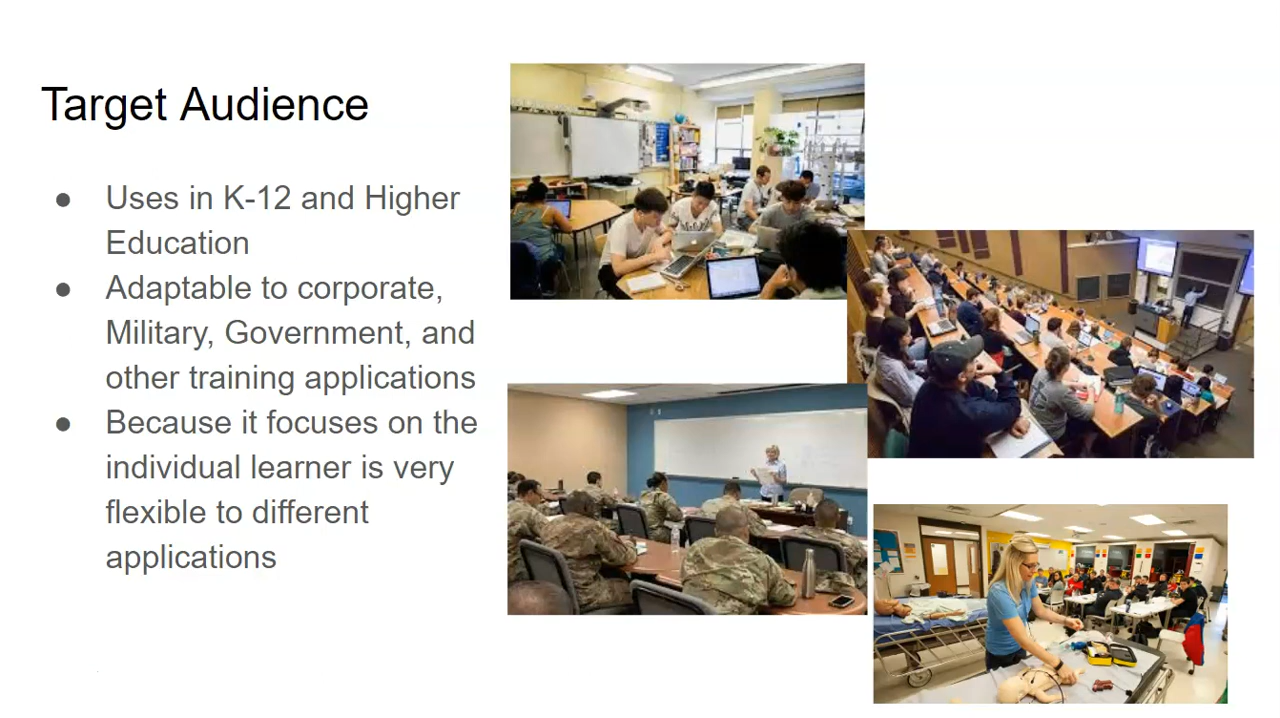 Target Audience
● Uses in K-12 and Higher
Education
● Adaptable to corporate,
Military, Government, and
other training applications
● Because it focuses on the
individual learner is very
flexible to different
applications